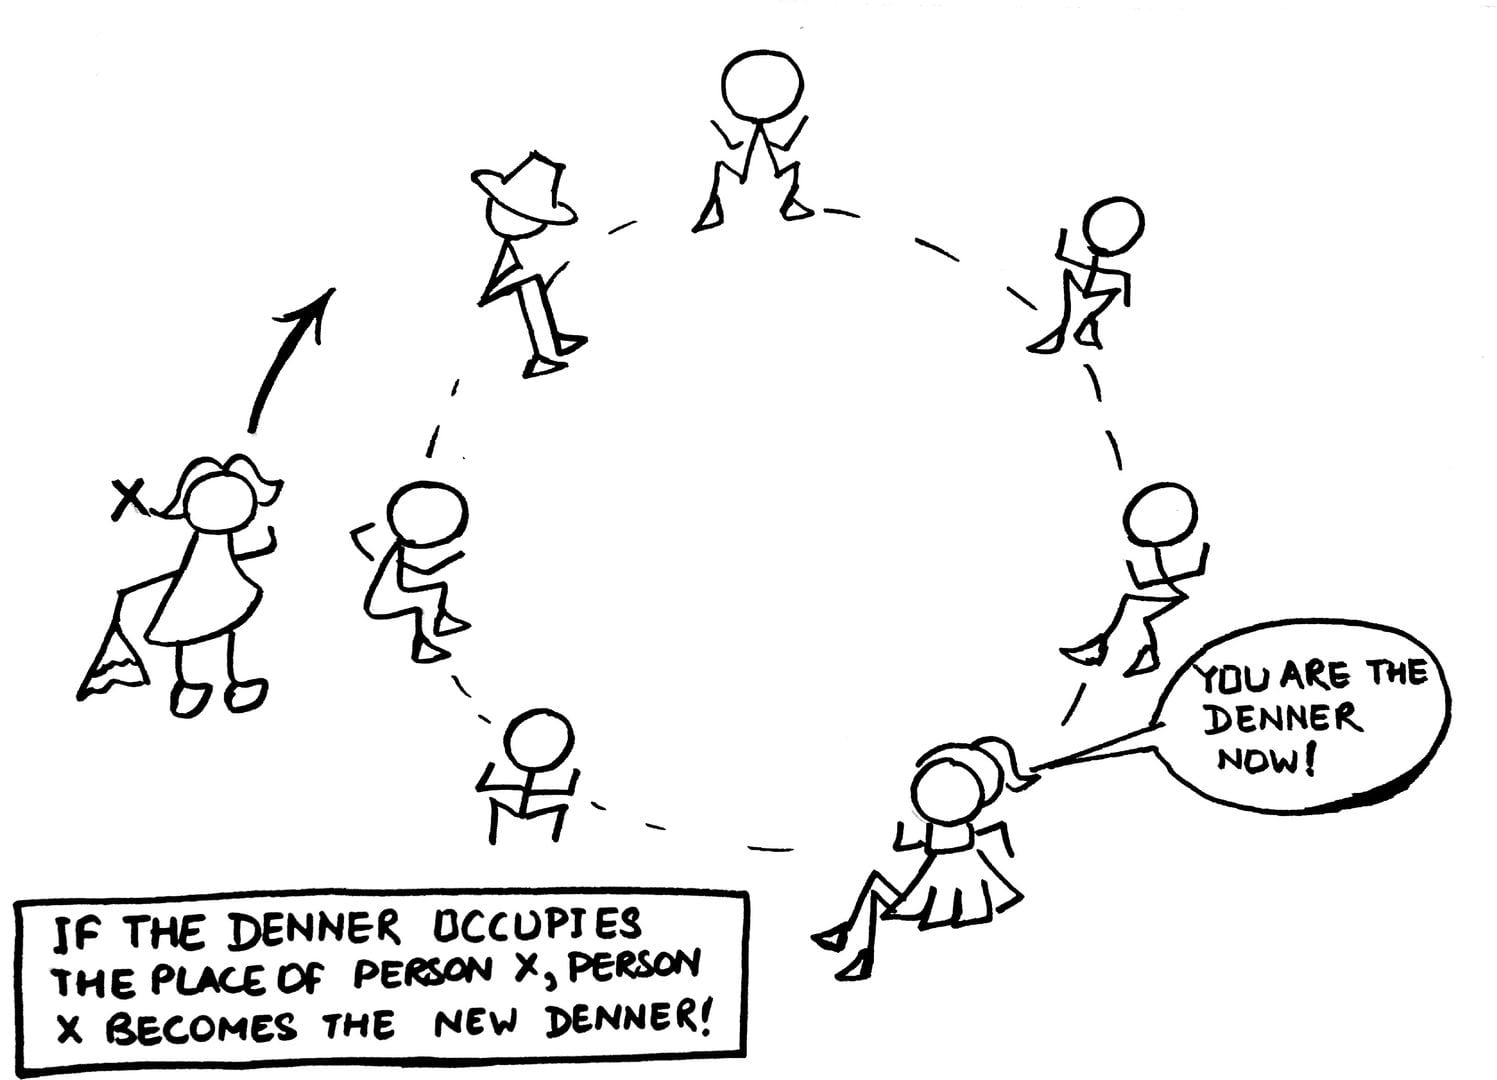 X
YOU ARE THE
DENNER
NOW!
IF THE DENNER OCCUPIES
THE PLACE OF PERSON X, PERSON
X BECOMES THE NEW DENNER!